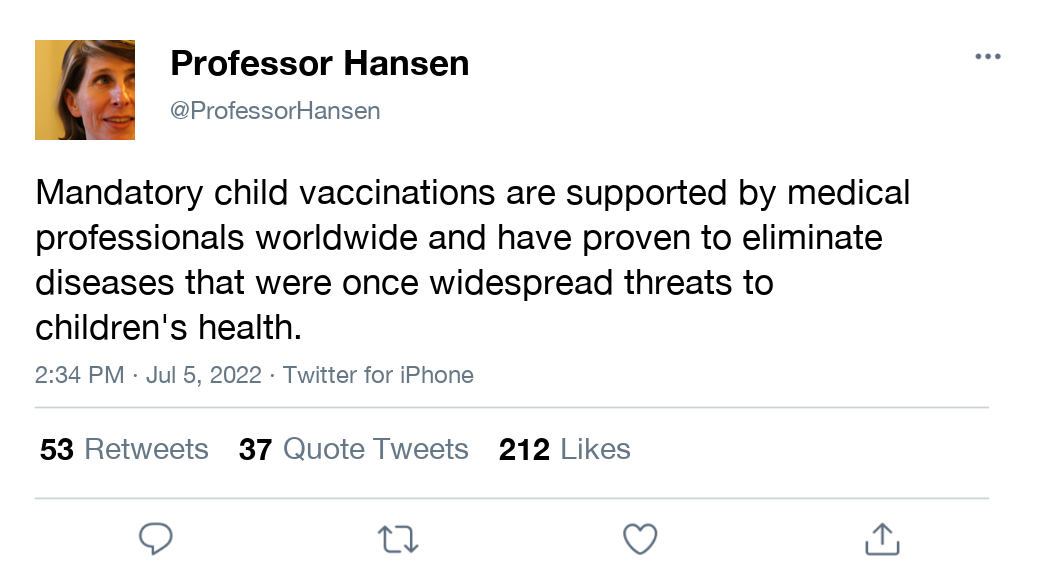 Professor Hansen
@ProfessorHansen
Mandatory child vaccinations are supported by medical
professionals worldwide and have proven to eliminate
diseases that were once widespread threats to
children's health.
2:34 PM · Jul 5, 2022 · Twitter for iPhone
53 Retweets 37 Quote Tweets 212 Likes